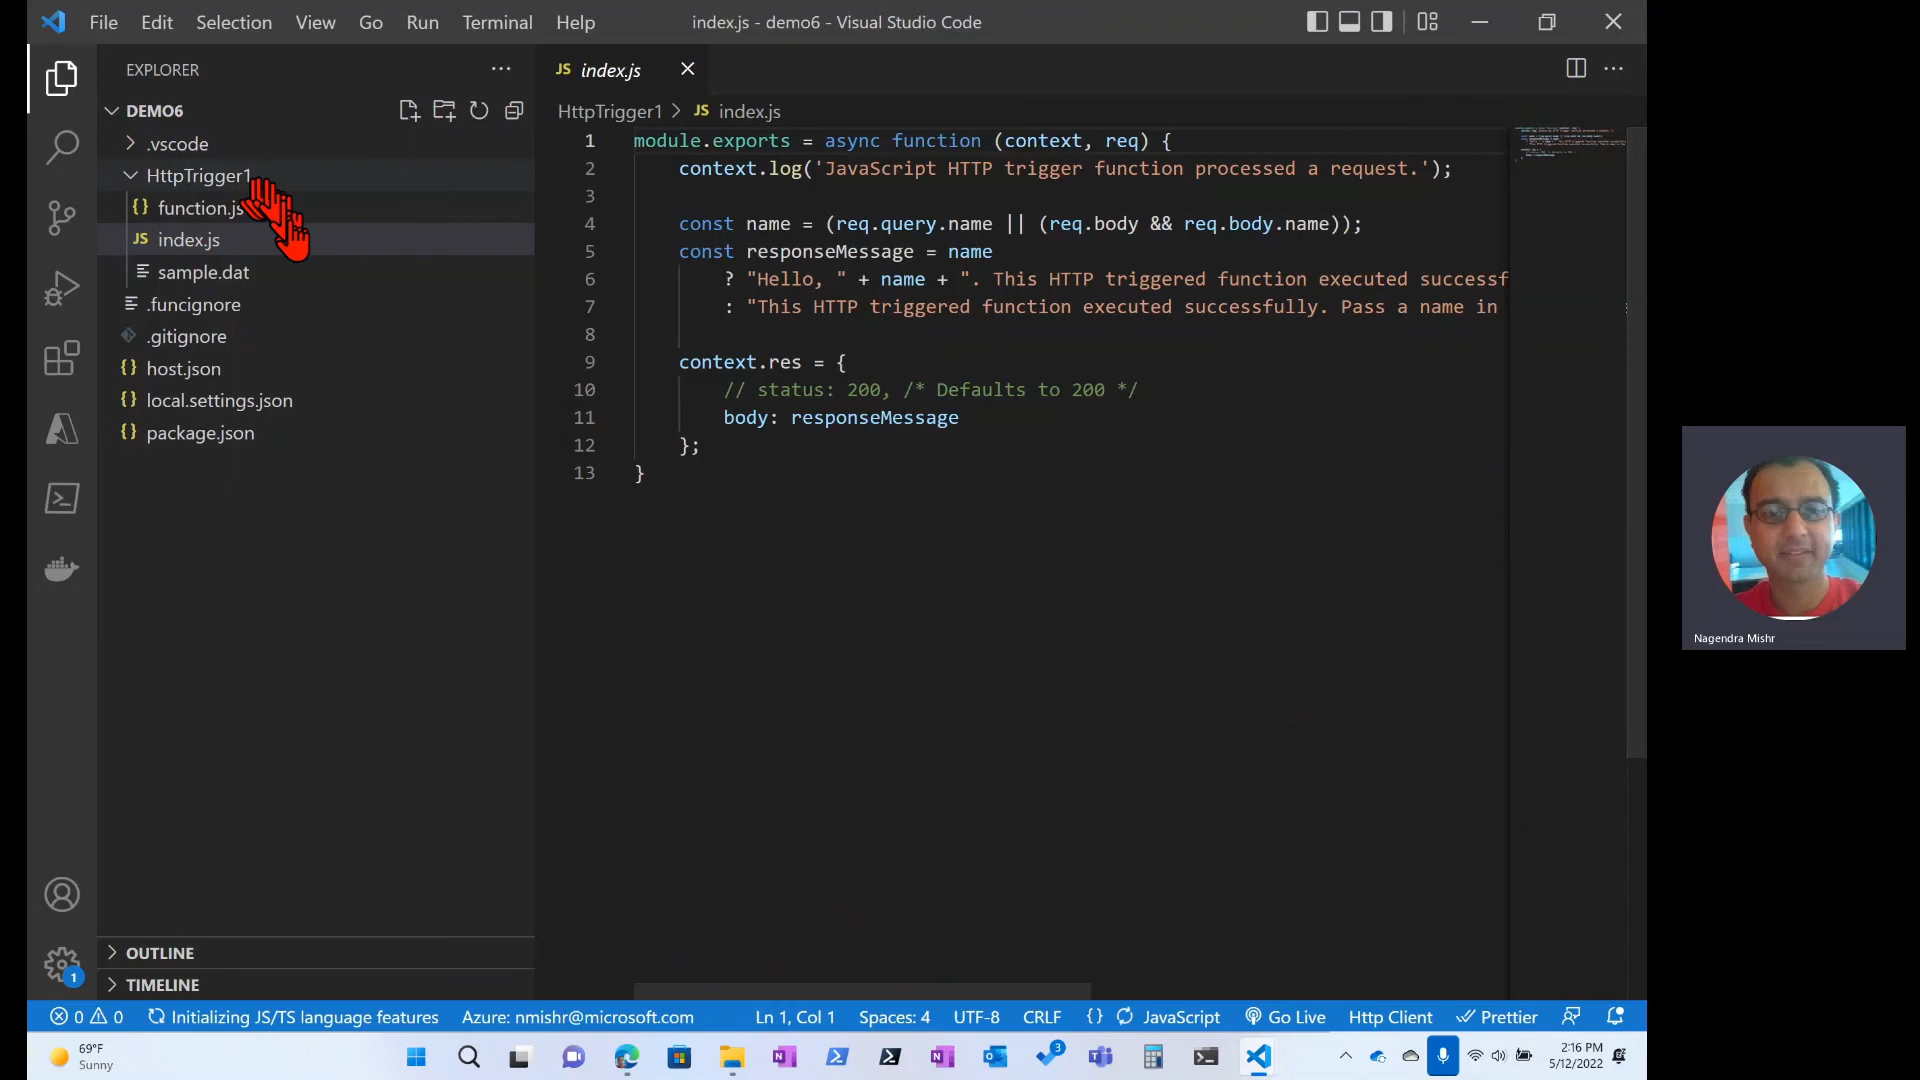 File Edit Selection View Go Run Terminal Help
index.js - demo6 - Visual Studio Code
EXPLORER
DEMO6
.vscode
HttpTrigger1
function.js
index.js
sample.dat
.funcignore
.gitignore
host.json
local.settings.json
package.json
OUTLINE
TIMELINE
JS index.js
HttpTrigger1 > JS index.js
1 module.exports = async function (context, req) {
2 context.log('JavaScript HTTP trigger function processed a request.');
3
4 const name = (req.query.name || (req.body && req.body.name));
5 const responseMessage = name
6 ? "Hello, " + name + ". This HTTP triggered function executed successf
7 : "This HTTP triggered function executed successfully. Pass a name in
8
9 context.res = {
10 // status: 200, /* Defaults to 200 */
11 body: responseMessage
12 };
13 }
Nagendra Mishr
1
0 0 Initializing JS/TS language features Azure: nmishr@microsoft.com Ln 1, Col 1 Spaces: 4 UTF-8 CRLF {} JavaScript Go Live Http Client Prettier
69°F
Sunny
3
2:16 PM
5/12/2022